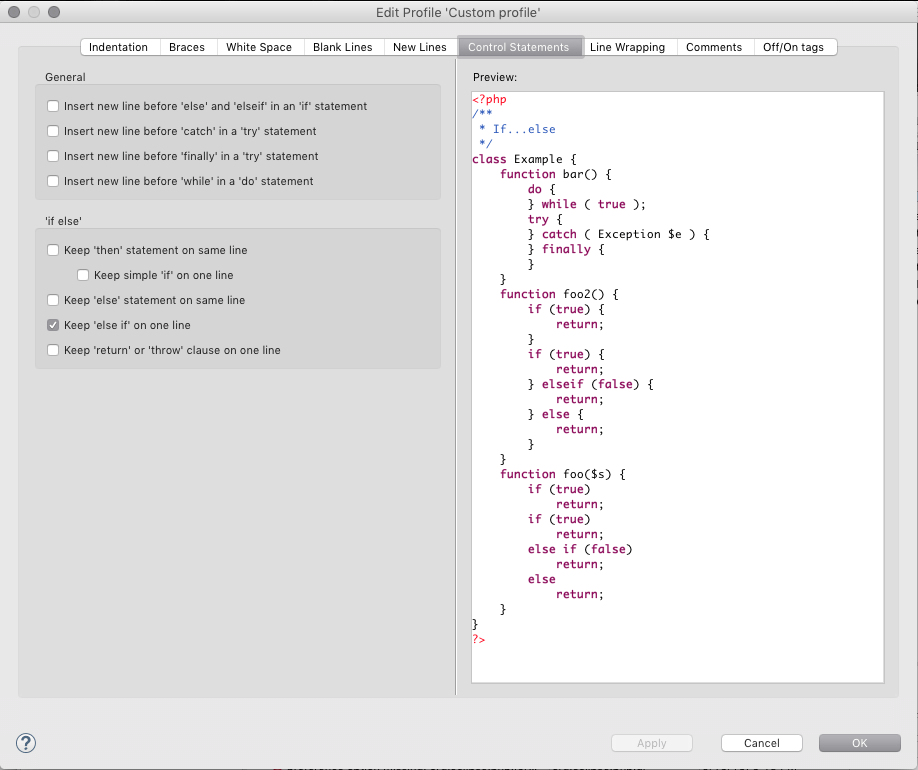 Edit Profile 'Custom profile'
Indentation Braces White Space Blank Lines New Lines Control Statements Line Wrapping Comments Off/On tags
General
Insert new line before 'else' and 'elseif' in an 'if' statement
Insert new line before 'catch' in a 'try' statement
Insert new line before 'finally' in a 'try' statement
Insert new line before 'while' in a 'do' statement
'if else'
Keep 'then' statement on same line
Keep simple 'if' on one line
Keep 'else' statement on same line
Keep 'else if' on one line
Keep 'return' or 'throw' clause on one line
Preview:
<?php
/**
 * If...else
 */
class Example {
    function bar() {
        do {
        } while ( true );
        try {
        } catch ( Exception $e ) {
        } finally {
        }
    }
    function foo2() {
        if (true) {
            return;
        }
        if (true) {
            return;
        } elseif (false) {
            return;
        } else {
            return;
        }
    }
    function foo($s) {
        if (true)
            return;
        if (true)
            return;
        else if (false)
            return;
        else
            return;
    }
}
?>
?
Apply Cancel OK